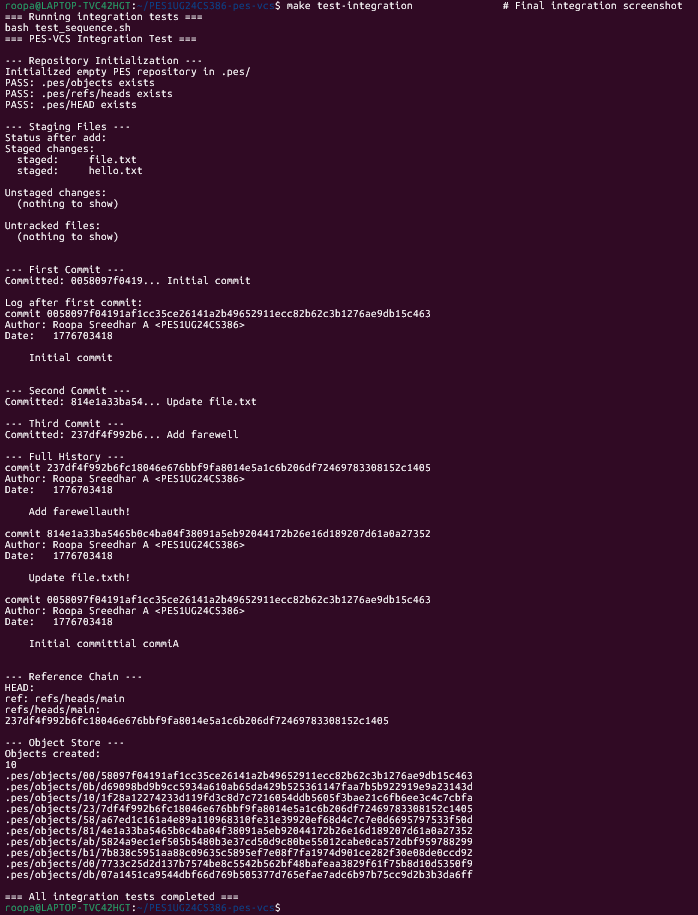 roopa@LAPTOP-TVC42HGT:~/PES1UG24CS386-pes-vcs$ make test-integration # Final integration screenshot
=== Running integration tests ===
bash test_sequence.sh
=== PES-VCS Integration Test ===
--- Repository Initialization ---
Initialized empty PES repository in .pes/
PASS: .pes/objects exists
PASS: .pes/refs/heads exists
PASS: .pes/HEAD exists
--- Staging Files ---
Status after add:
Staged changes:
staged: file.txt
staged: hello.txt
Unstaged changes:
(nothing to show)
Untracked files:
(nothing to show)
--- First Commit ---
Committed: 0058097f0419... Initial commit
Log after first commit:
commit 0058097f04191af1cc35ce26141a2b49652911ecc82b62c3b1276ae9db15c463
Author: Roopa Sreedhar A <PES1UG24CS386>
Date: 1776703418
Initial commit
--- Second Commit ---
Committed: 814e1a33ba54... Update file.txt
--- Third Commit ---
Committed: 237df4f992b6... Add farewell
--- Full History ---
commit 237df4f992b6fc18046e676bbf9fa8014e5a1c6b206df72469783308152c1405
Author: Roopa Sreedhar A <PES1UG24CS386>
Date: 1776703418
Add farewellauth!
commit 814e1a33ba5465b0c4ba04f38091a5eb92044172b26e16d189207d61a0a27352
Author: Roopa Sreedhar A <PES1UG24CS386>
Date: 1776703418
Update file.txth!
commit 0058097f04191af1cc35ce26141a2b49652911ecc82b62c3b1276ae9db15c463
Author: Roopa Sreedhar A <PES1UG24CS386>
Date: 1776703418
Initial committial commiA
--- Reference Chain ---
HEAD:
ref: refs/heads/main
refs/heads/main:
237df4f992b6fc18046e676bbf9fa8014e5a1c6b206df72469783308152c1405
--- Object Store ---
Objects created:
10
.pes/objects/00/58097f04191af1cc35ce26141a2b49652911ecc82b62c3b1276ae9db15c463
.pes/objects/0b/d69098bd9b9cc5934a610ab65da429b525361147faa7b5b922919e9a23143d
.pes/objects/10/1f28a12274233d119fd3c8d7c7216054ddb5605f3bae21c6fb6ee3c4c7cbfa
.pes/objects/23/7df4f992b6fc18046e676bbf9fa8014e5a1c6b206df72469783308152c1405
.pes/objects/58/a67ed1c161a4e89a110968310fe31e39920ef68d4c7c7e0d6695797533f50d
.pes/objects/81/4e1a33ba5465b0c4ba04f38091a5eb92044172b26e16d189207d61a0a27352
.pes/objects/ab/5824a9ec1ef505b5480b3e37cd50d9c80be55012cabe0ca572dbf959788299
.pes/objects/b1/7b838c5951aa88c09635c5895ef7e08f7fa1974d901ce282f30e08de0ccd92
.pes/objects/d0/7733c25d2d137b7574be8c5542b562bf48bafeaa3829f61f75b8d10d5350f9
.pes/objects/db/07a1451ca9544dbf66d769b505377d765efae7adc6b97b75cc9d2b3b3da6ff
=== All integration tests completed ===
roopa@LAPTOP-TVC42HGT:~/PES1UG24CS386-pes-vcs$